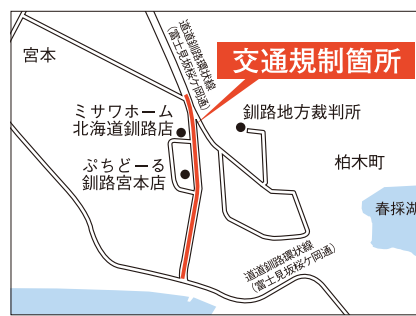 宮本
道道釧路環状線
(富士見坂桜ケ岡通)
交通規制箇所
ミサワホーム
北海道釧路店
釧路地方裁判所
ぷちどーる
釧路宮本店
柏木町
春採湖
道道釧路環状線
(富士見坂桜ケ岡通)